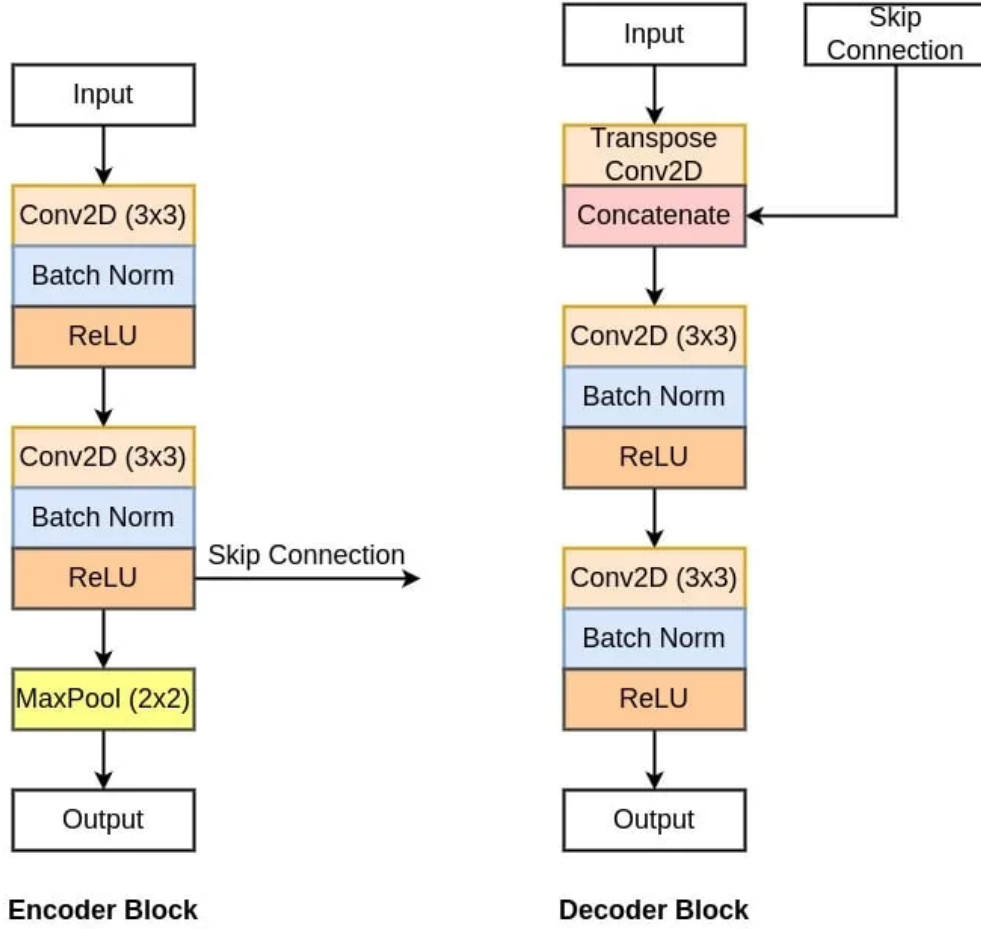 Input
Conv2D (3x3)
Batch Norm
ReLU
Conv2D (3x3)
Batch Norm
ReLU
Skip Connection
MaxPool (2x2)
Output
Encoder Block
Input
Skip
Connection
Transpose
Conv2D
Concatenate
Conv2D (3x3)
Batch Norm
ReLU
Conv2D (3x3)
Batch Norm
ReLU
Output
Decoder Block